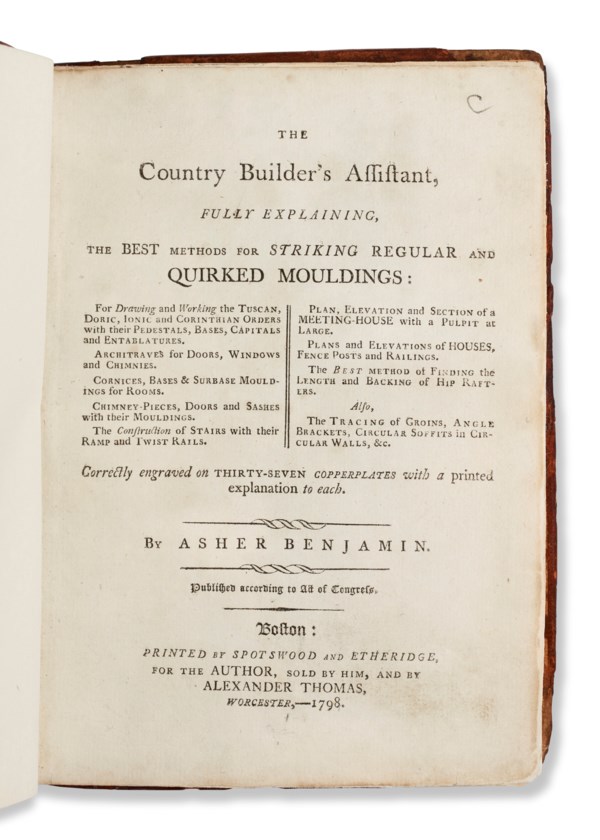 C
THE
Country Builder's Aſſiſtant,
FULLY EXPLAINING,
THE BEST METHODS FOR STRIKING REGULAR AND
QUIRKED MOULDINGS:
For Drawing and Working the TUSCAN,
DORIC, IONIC and CORINTHIAN ORDERS
with their PEDESTALS, BASES, CAPITALS
and ENTABLATURES.
ARCHITRAVES for DOORS, WINDOWS
and CHIMNIES.
CORNICES, BASES & SURBASE MOULD-
INGS for ROOMS.
CHIMNEY-PIECES, DOORS and SASHES
with their MOULDINGS.
The Conſtruction of STAIRS with their
RAMP and TWIST RAILS.
PLAN, ELEVATION and SECTION of a
MEETING-HOUSE with a PULPIT at
LARGE.
PLANS and ELEVATIONS of HOUSES,
FENCE POSTS and RAILINGS.
The BEST METHOD of FINDING the
LENGTH and BACKING of HIP RAFT-
ERS.
Alſo,
The TRACING of GROINS, ANGLE
BRACKETS, CIRCULAR SOFFITS in CIR-
CULAR WALLS, &c.
Correctly engraved on THIRTY-SEVEN COPPERPLATES with a printed
explanation to each.
BY ASHER BENJAMIN.
Publiſhed according to Act of Congreſs.
Boſton:
PRINTED BY SPOTSWOOD AND ETHERIDGE,
FOR THE AUTHOR, SOLD BY HIM, AND BY
ALEXANDER THOMAS,
WORCESTER,—1798.